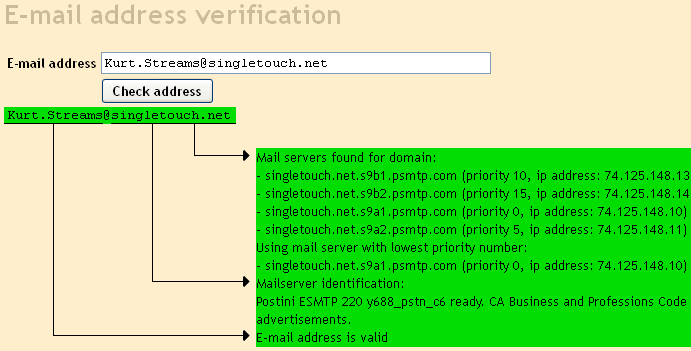 E-mail address verification
E-mail address Kurt.Streams@singletouch.net
Check address
Kurt.Streams@singletouch.net
Mail servers found for domain:
- singletouch.net.s9b1.psmtp.com (priority 10, ip address: 74.125.148.13
- singletouch.net.s9b2.psmtp.com (priority 15, ip address: 74.125.148.14
- singletouch.net.s9a1.psmtp.com (priority 0, ip address: 74.125.148.10)
- singletouch.net.s9a2.psmtp.com (priority 5, ip address: 74.125.148.11)
Using mail server with lowest priority number:
- singletouch.net.s9a1.psmtp.com (priority 0, ip address: 74.125.148.10)
Mailserver identification:
Postini ESMTP 220 y688_pstn_c6 ready. CA Business and Professions Code
advertisements.
E-mail address is valid